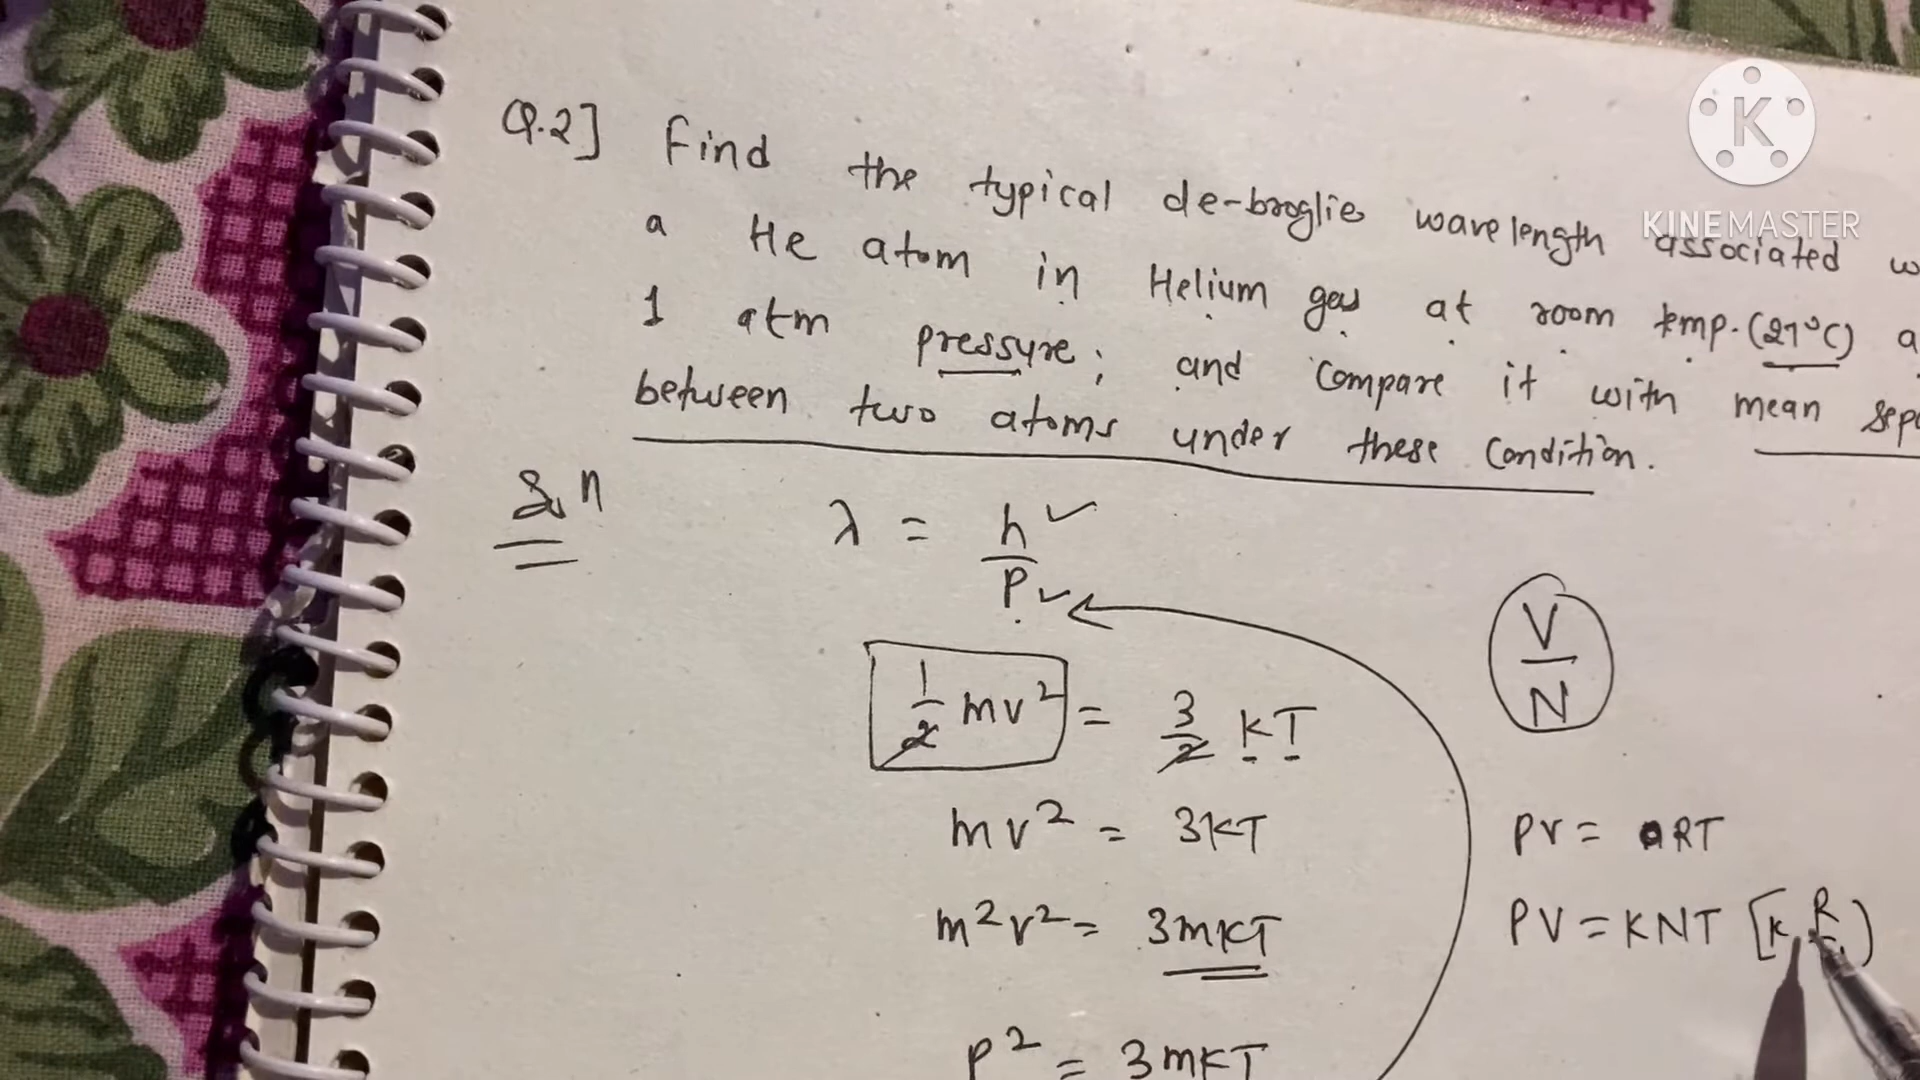 Q.2] Find the typical de-broglie wavelength associated w
a He atom in Helium gas at room temp. (27°C) a
1 atm pressure; and compare it with mean sepa
between two atoms under these condition.
Solⁿ
λ = h/P
1/2 mv² = 3/2 KT
V/N
mv² = 3KT
PV = RT
m²v² = 3mKT
PV = KNT [K R
P² = 3mKT
K
KINEMASTER